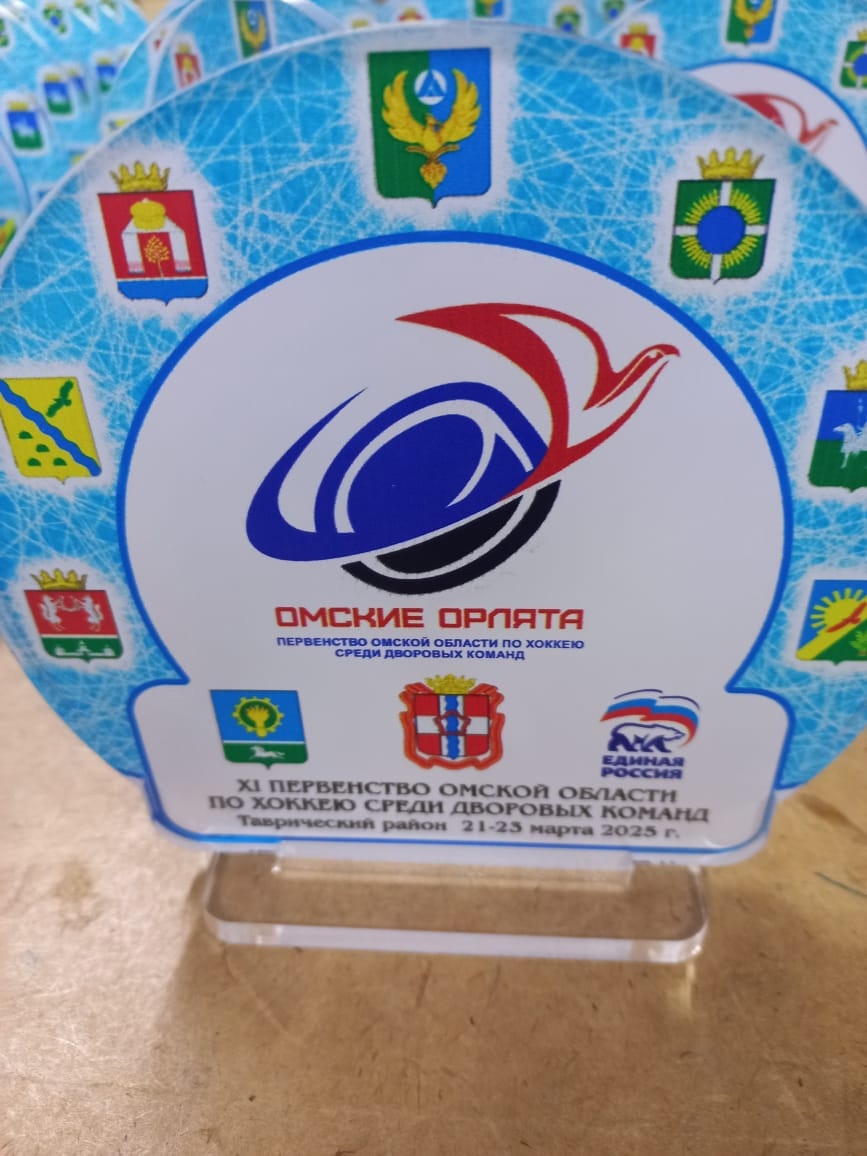 ОМСКИЕ ОРЛЯТА
ПЕРВЕНСТВО ОМСКОЙ ОБЛАСТИ ПО ХОККЕЮ
СРЕДИ ДВОРОВЫХ КОМАНД
ЕДИНАЯ
РОССИЯ
XI ПЕРВЕНСТВО ОМСКОЙ ОБЛАСТИ
ПО ХОККЕЮ СРЕДИ ДВОРОВЫХ КОМАНД
Таврический район 21-23 марта 2025 г.